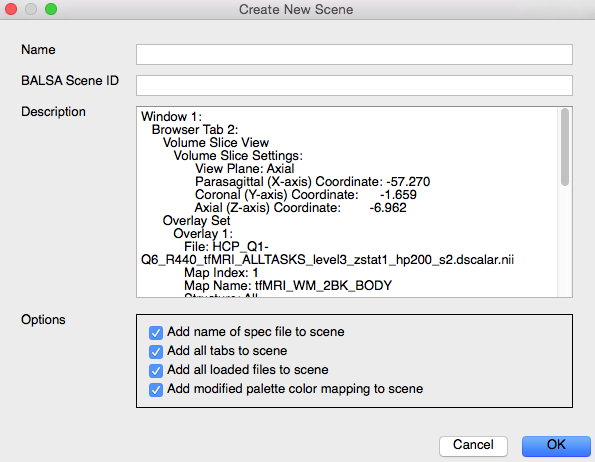 Create New Scene
Name
BALSA Scene ID
Description
Window 1:
Browser Tab 2:
Volume Slice View
Volume Slice Settings:
View Plane: Axial
Parasagittal (X-axis) Coordinate: -57.270
Coronal (Y-axis) Coordinate: -1.659
Axial (Z-axis) Coordinate: -6.962
Overlay Set
Overlay 1:
File: HCP_Q1-
Q6_R440_tfMRI_ALLTASKS_level3_zstat1_hp200_s2.dscalar.nii
Map Index: 1
Map Name: tfMRI_WM_2BK_BODY
Structure: All
Options
Add name of spec file to scene
Add all tabs to scene
Add all loaded files to scene
Add modified palette color mapping to scene
Cancel OK